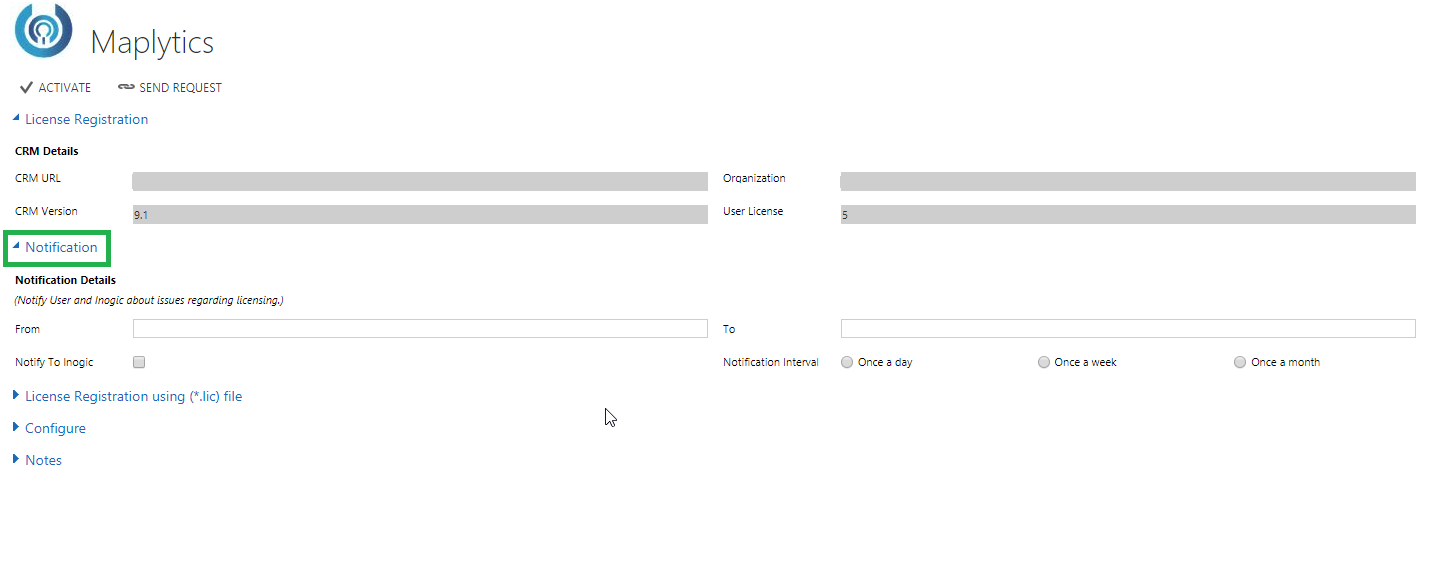 Maplytics
ACTIVATE SEND REQUEST
License Registration
CRM Details
CRM URL Organization
CRM Version 9.1 User License 5
Notification
Notification Details
(Notify User and Inogic about issues regarding licensing.)
From To
Notify To Inogic Notification Interval Once a day Once a week Once a month
License Registration using (*.lic) file
Configure
Notes